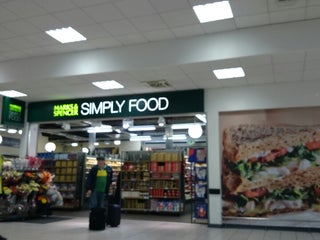 MARKS &
SPENCER
SIMPLY FOOD